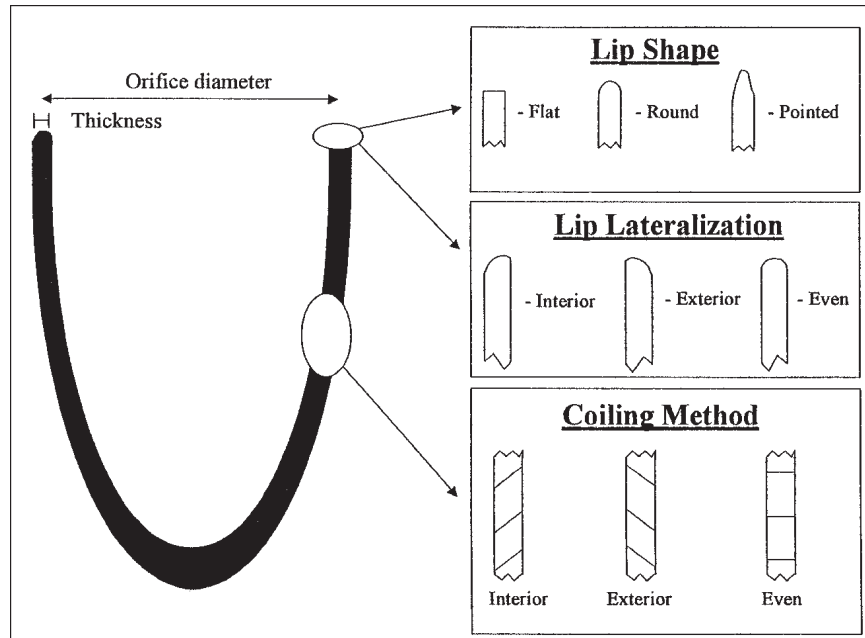 Orifice diameter
Thickness
Lip Shape
- Flat
- Round
- Pointed
Lip Lateralization
- Interior
- Exterior
- Even
Coiling Method
Interior
Exterior
Even